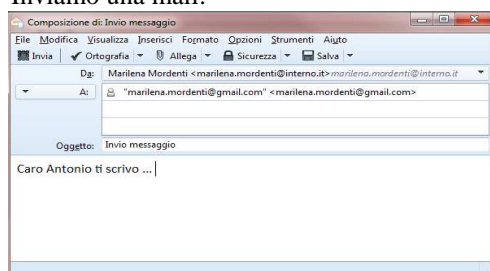 Inviamo una mail:
Composizione di: Invio messaggio
File Modifica Visualizza Inserisci Formato Opzioni Strumenti Aiuto
Invia Ortografia Allega Sicurezza Salva
Da: Marilena Mordenti <marilena.mordenti@interno.it> marilena.mordenti@interno.it
A: "marilena.mordenti@gmail.com" <marilena.mordenti@gmail.com>
Oggetto: Invio messaggio
Caro Antonio ti scrivo ...